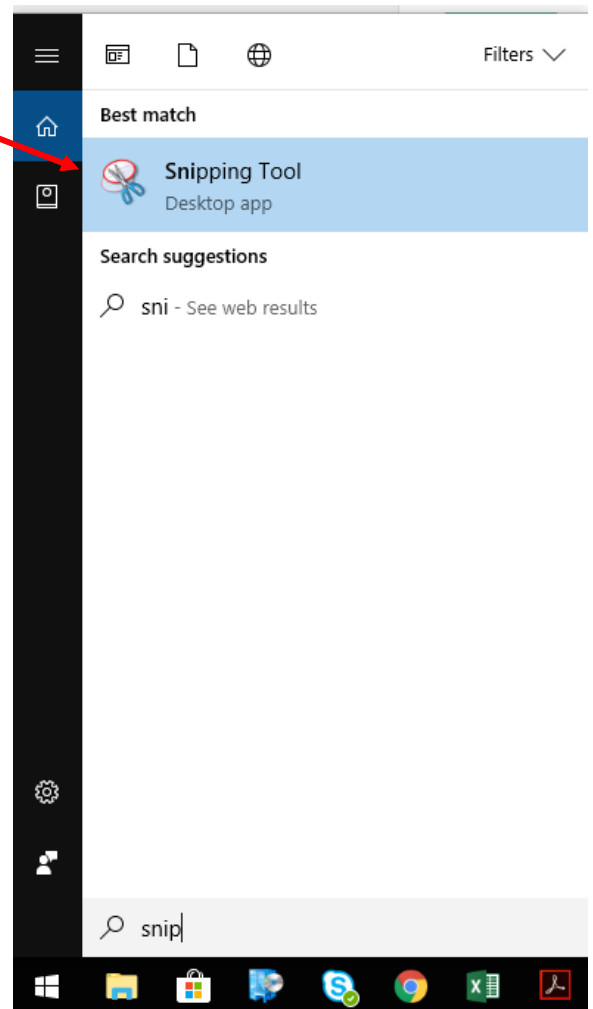 Filters
Best match
Snipping Tool
Desktop app
Search suggestions
sni - See web results
snip